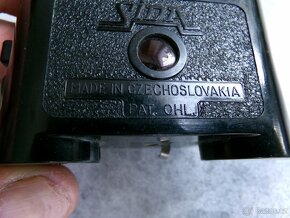 SIDA
MADE IN CZECHOSLOVAKIA
PAT. OHL.